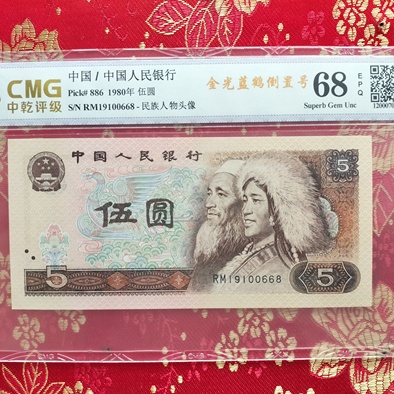 CMG
中乾评级
中国 / 中国人民银行
Pick# 886 1980年 伍圆
S/N RM19100668 - 民族人物头像
金光蓝鹤倒置号
68
EPQ
Superb Gem Unc
中国人民银行
5
伍圆
5
RM19100668
5